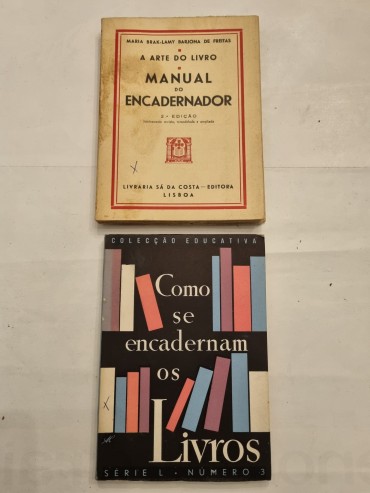 MARIA BRAK-LAMY BARJONA DE FREITAS
A ARTE DO LIVRO
MANUAL
DO
ENCADERNADOR
2.ª EDIÇÃO
LIVRARIA SÁ DA COSTA — EDITORA
LISBOA
COLECÇÃO EDUCATIVA
Como
se
encadernam
os
Livros
SÉRIE L • NÚMERO 3